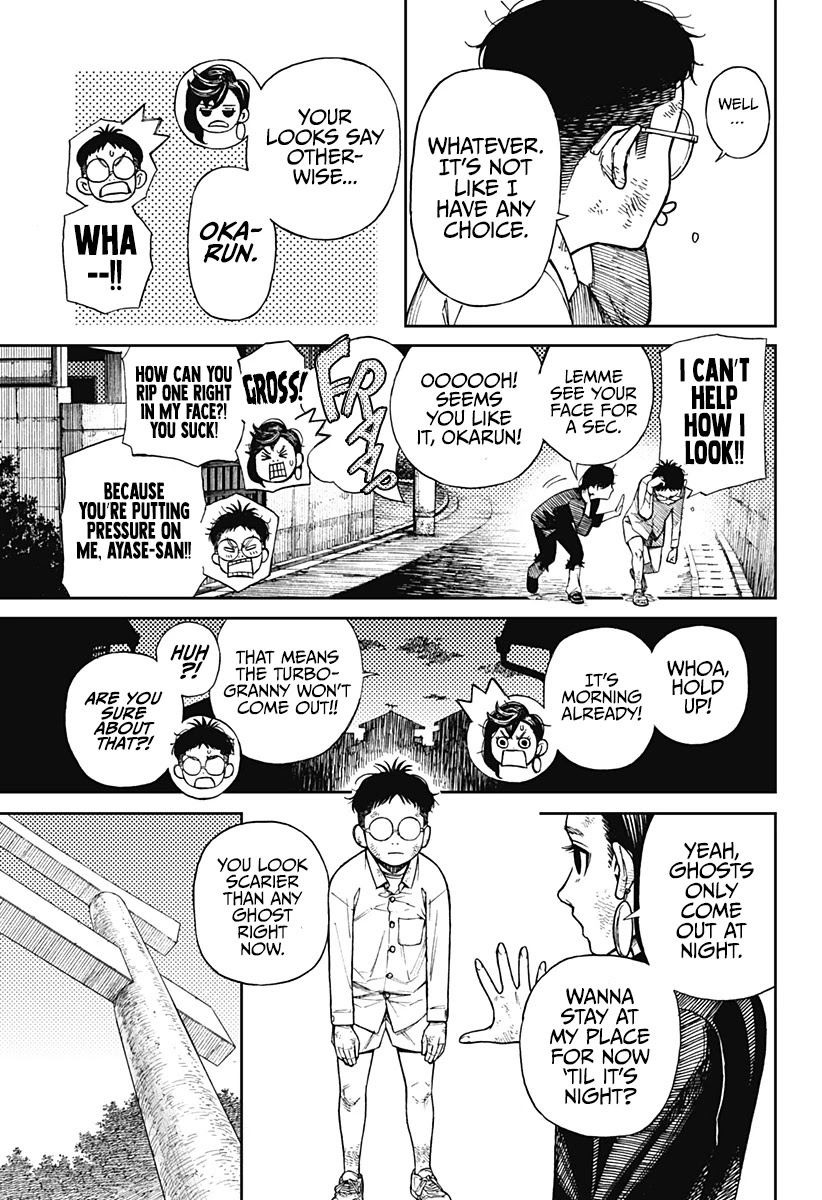 WELL
...
WHATEVER.
IT'S NOT
LIKE I
HAVE ANY
CHOICE.
YOUR
LOOKS SAY
OTHER-
WISE...
OKA-
RUN.
WHA
--!!
I CAN'T
HELP
HOW I
LOOK!!
LEMME
SEE YOUR
FACE FOR
A SEC.
OOOOOH!
SEEMS
YOU LIKE
IT, OKARUN!
FRAAP
GROSS!
HOW CAN YOU
RIP ONE RIGHT
IN MY FACE?!
YOU SUCK!
BECAUSE
YOU'RE PUTTING
PRESSURE ON
ME, AYASE-SAN!!
WHOA,
HOLD
UP!
IT'S
MORNING
ALREADY!
THAT MEANS
THE TURBO-
GRANNY WON'T
COME OUT!!
HUH
?!
ARE YOU
SURE
ABOUT
THAT?!
YEAH,
GHOSTS
ONLY
COME
OUT AT
NIGHT.
WANNA
STAY AT
MY PLACE
FOR NOW
'TIL IT'S
NIGHT?
YOU LOOK
SCARIER
THAN ANY
GHOST
RIGHT
NOW.